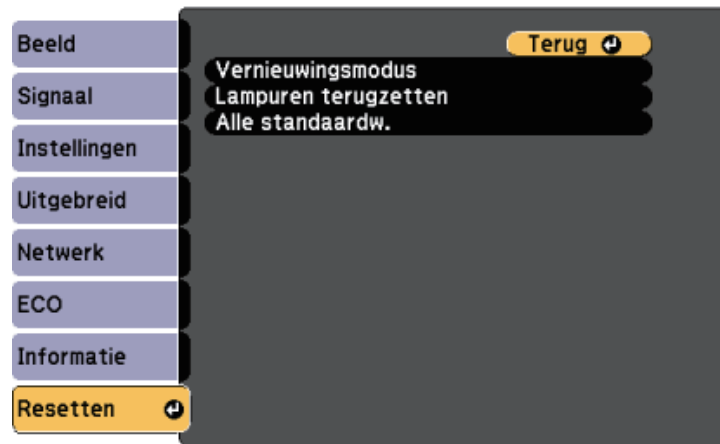 Beeld
Signaal
Instellingen
Uitgebreid
Netwerk
ECO
Informatie
Resetten
Terug
Vernieuwingsmodus
Lampuren terugzetten
Alle standaardw.